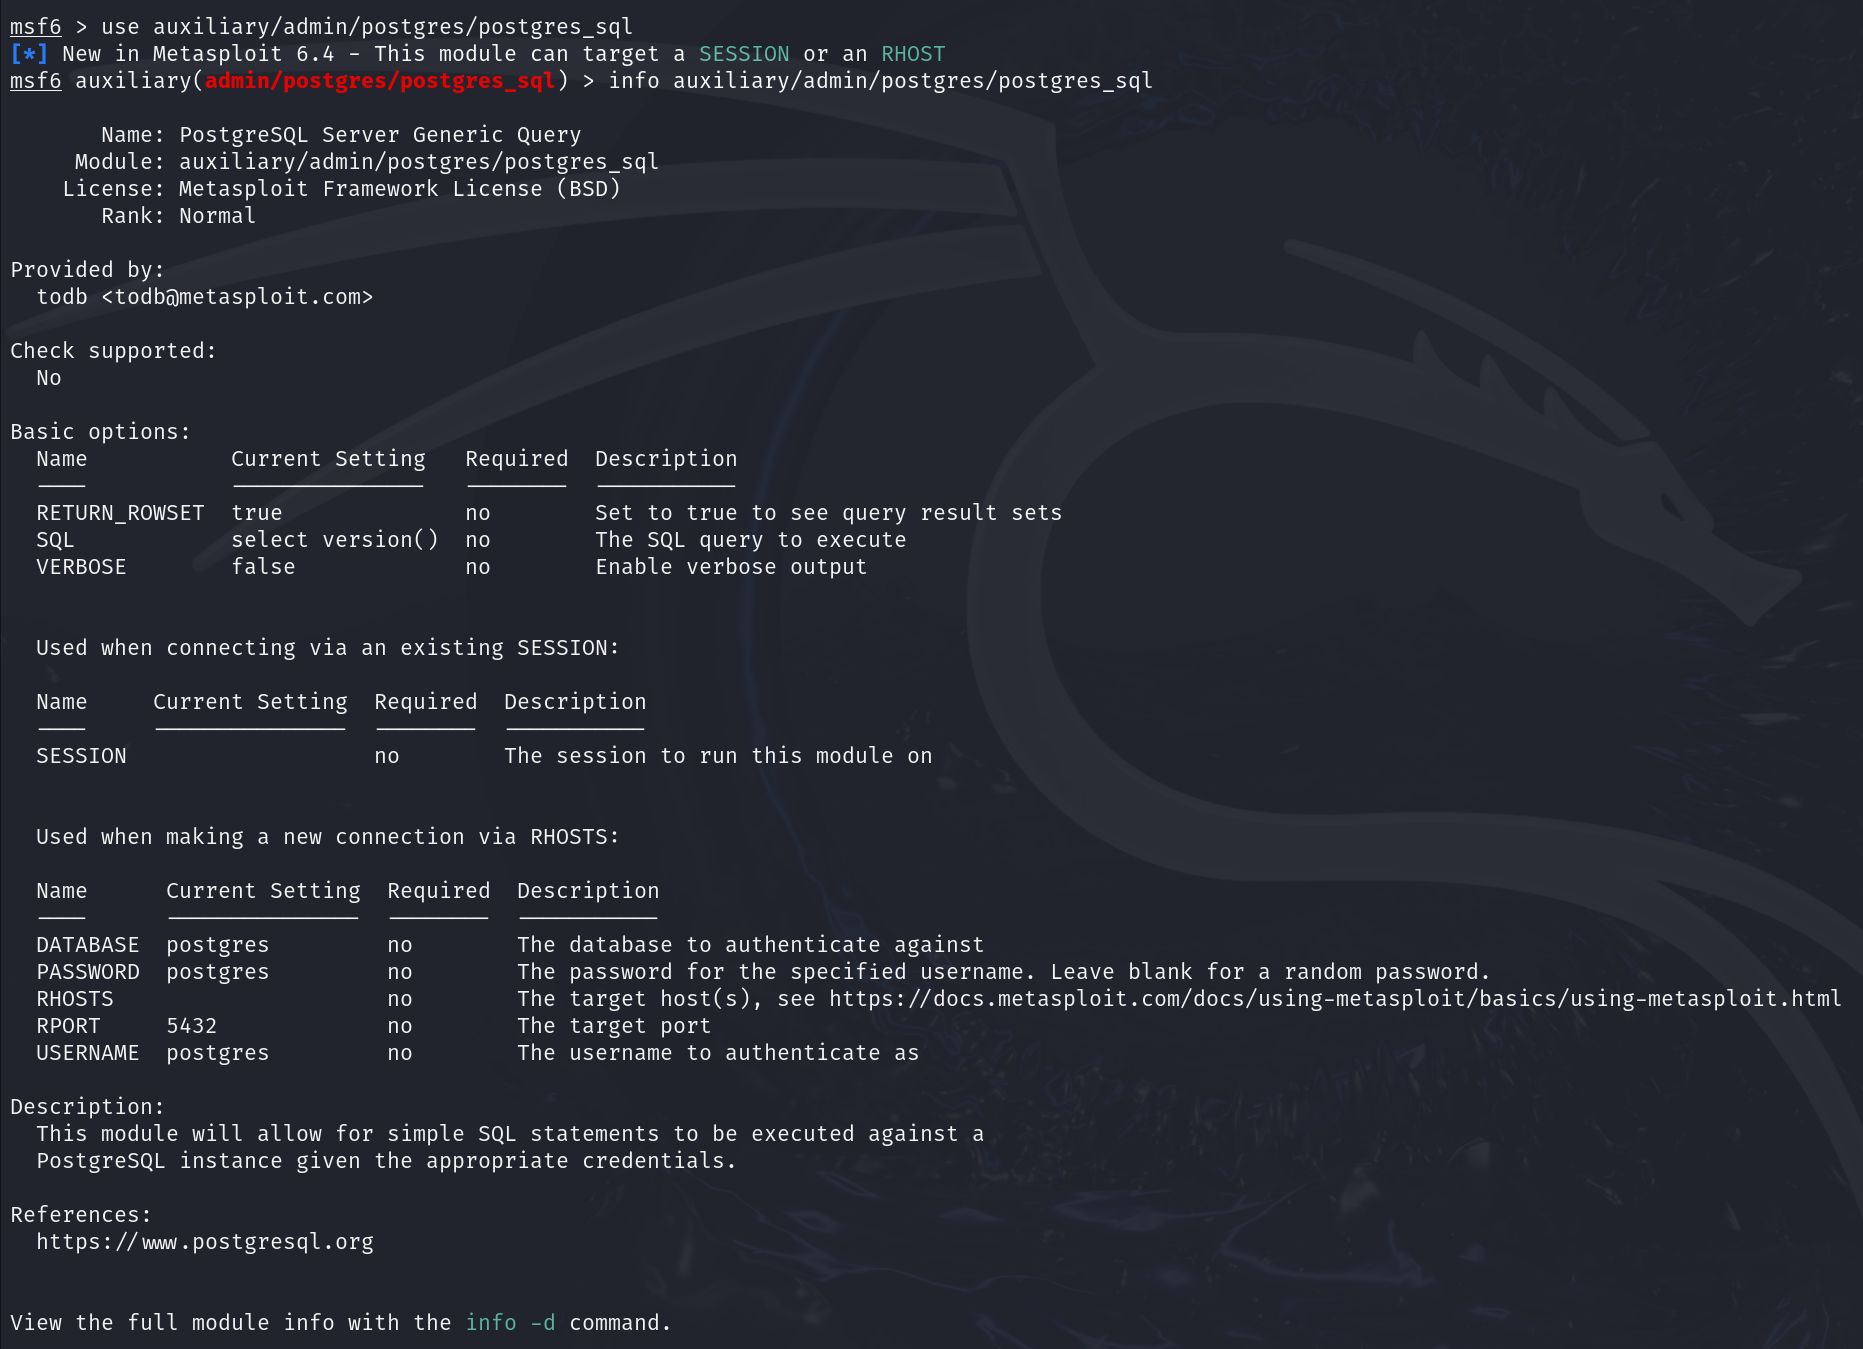 msf6 > use auxiliary/admin/postgres/postgres_sql
[*] New in Metasploit 6.4 - This module can target a SESSION or an RHOST
msf6 auxiliary(admin/postgres/postgres_sql) > info auxiliary/admin/postgres/postgres_sql

       Name: PostgreSQL Server Generic Query
     Module: auxiliary/admin/postgres/postgres_sql
    License: Metasploit Framework License (BSD)
       Rank: Normal

Provided by:
  todb <todb@metasploit.com>

Check supported:
  No

Basic options:
  Name           Current Setting   Required  Description
  ----           ---------------   --------  -----------
  RETURN_ROWSET  true              no        Set to true to see query result sets
  SQL            select version()  no        The SQL query to execute
  VERBOSE        false             no        Enable verbose output

  Used when connecting via an existing SESSION:

  Name     Current Setting  Required  Description
  ----     ---------------  --------  -----------
  SESSION                   no        The session to run this module on

  Used when making a new connection via RHOSTS:

  Name      Current Setting  Required  Description
  ----      ---------------  --------  -----------
  DATABASE  postgres         no        The database to authenticate against
  PASSWORD  postgres         no        The password for the specified username. Leave blank for a random password.
  RHOSTS                     no        The target host(s), see https://docs.metasploit.com/docs/using-metasploit/basics/using-metasploit.html
  RPORT     5432             no        The target port
  USERNAME  postgres         no        The username to authenticate as

Description:
  This module will allow for simple SQL statements to be executed against a
  PostgreSQL instance given the appropriate credentials.

References:
  https://www.postgresql.org

View the full module info with the info -d command.